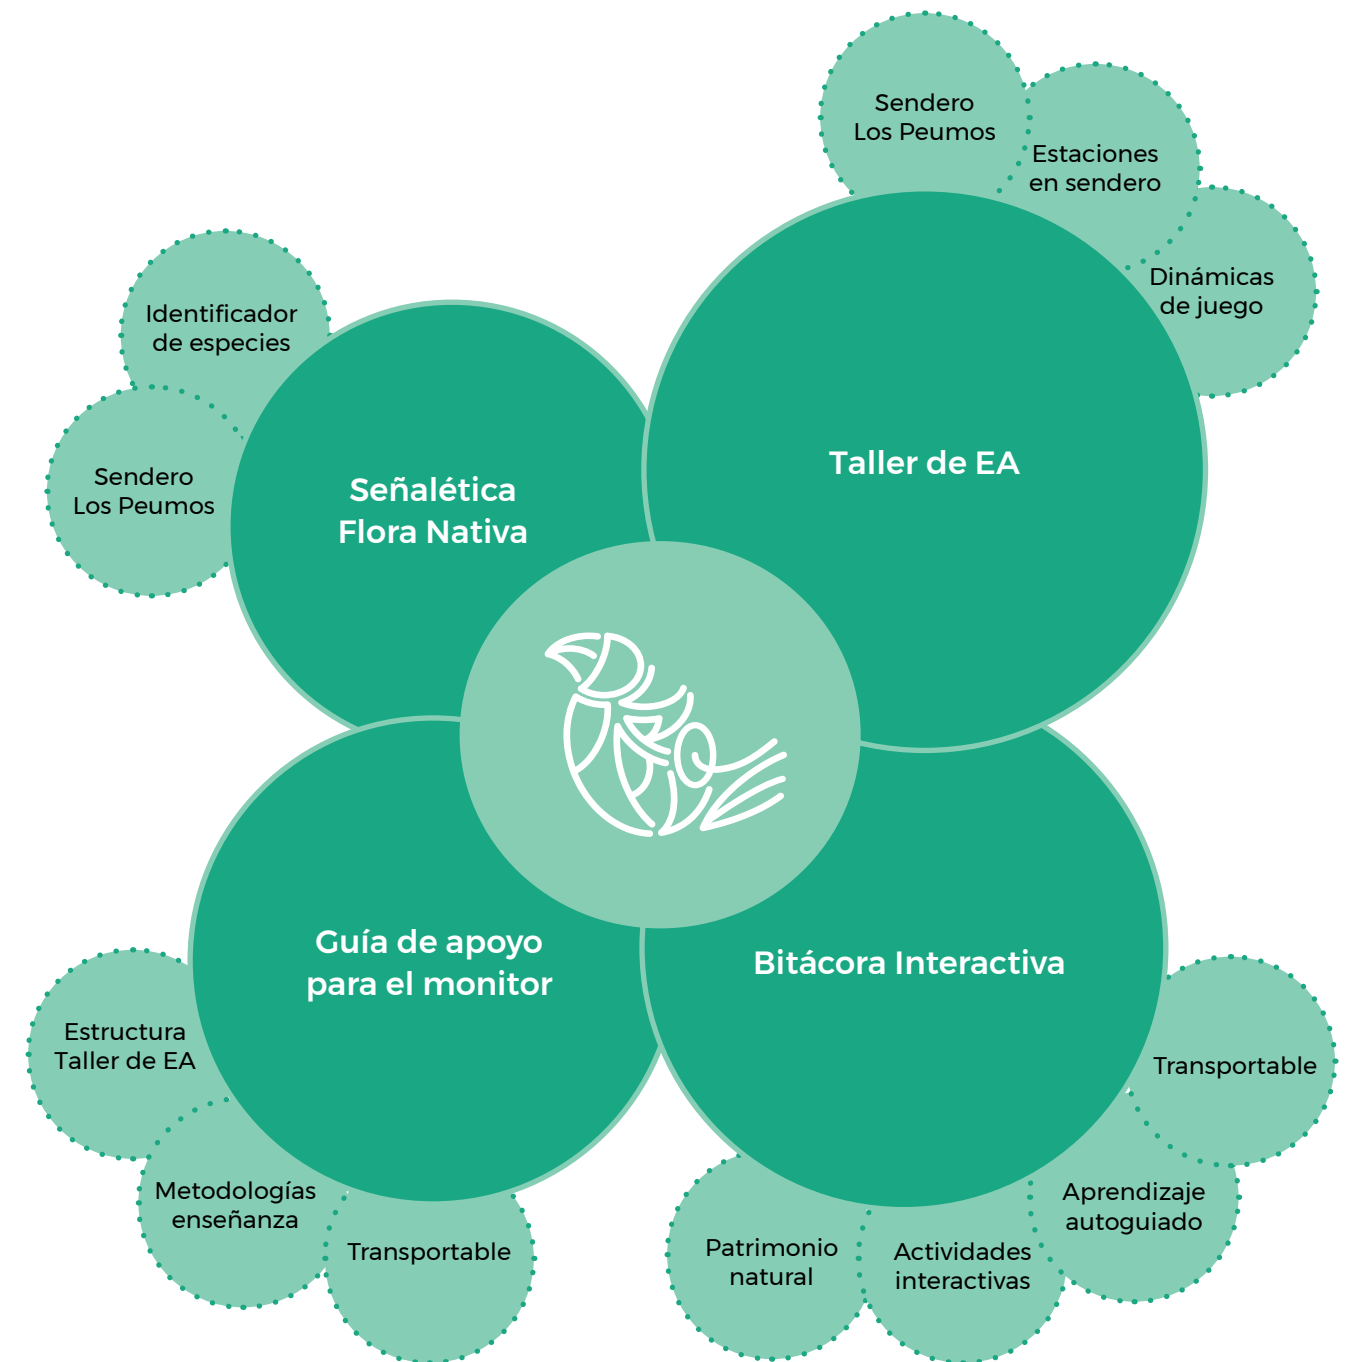 Sendero
Los Peumos
Estaciones
en sendero
Dinámicas
de juego
Taller de EA
Identificador
de especies
Sendero
Los Peumos
Señalética
Flora Nativa
Guía de apoyo
para el monitor
Estructura
Taller de EA
Metodologías
enseñanza
Transportable
Bitácora Interactiva
Transportable
Aprendizaje
autoguiado
Actividades
interactivas
Patrimonio
natural